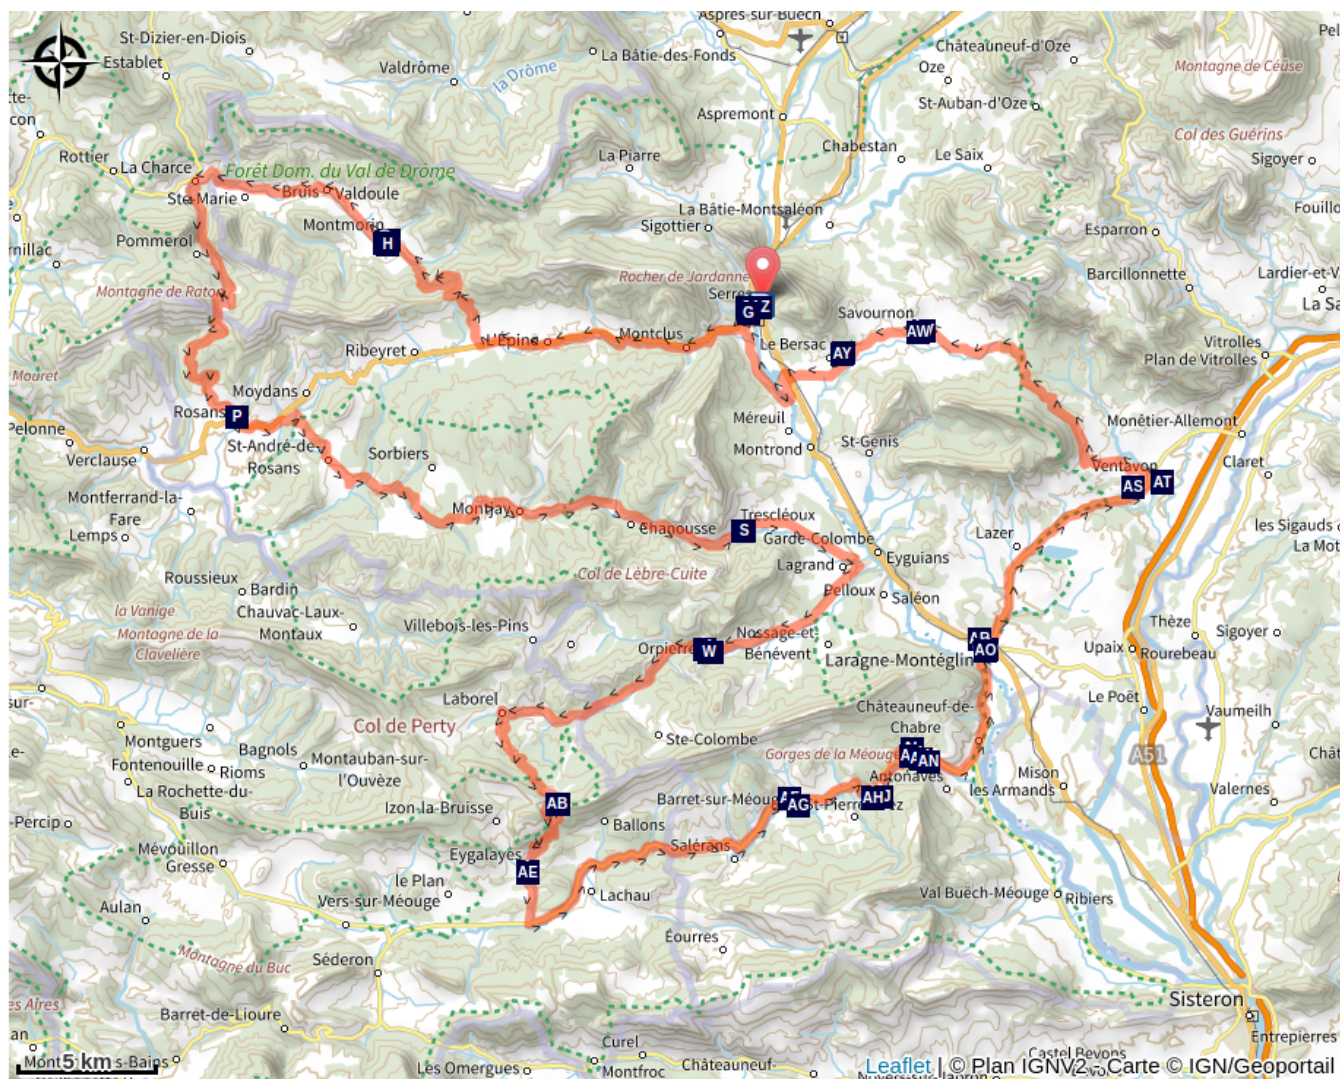 Aspres-sur-Buëch
St-Dizier-en-Diois
Establet
Valdrôme
la Drôme
La Bâtie-des-Fonds
Châteauneuf-d'Oze
Oze
Montagne de Céüse
St-Auban-d'Oze
Aspremont
Col des Guérins
Rottier
La Charce
Forêt Dom. du Val de Drôme
La Piarre
Chabestan
Le Saix
Sigoyer
Ste-Marie
Bruis
Valdoule
La Bâtie-Montsaléon
Montmorin
H
Sigottier
Esparron
Pommerol
Barcillonnette
Rocher de Jardanne
Serres
G
Z
Savournon
AW
Montclus
L'Épine
Le Bersac
AY
Vitrolles
Plan de Vitrolles
Ribeyret
Moydans
Rosans
P
Méreuil
Monêtier-Allemont
Pelonne
Verclause
St-André-de-
Rosans
Sorbiers
Montrond
St-Genis
Claret
Ventavon
AS
AT
Montferrand-la-
Fare
Lemps
Montjay
Chanousse
S
Trescléoux
Garde-Colombe
Lazer
les Sigauds
Lagrand
Eyguians
Roussieux
Bardin
Col de Lèbre-Cuite
Pelloux
Saléon
la Vanige
Chauvac-Laux-
Montaux
Villebois-les-Pins
Montagne de la
Clavelière
Nossage-et-
Bénévent
Orpierre
W
AO
Laragne-Montéglin
Thèze
Sigoyer
Upaix
Rourebeau
Laborel
Col de Perty
Châteauneuf-de-
Chabre
Le Poët
Vaumeilh
Montguers
Fontenouille
Rioms
Bagnols
Montauban-sur-
l'Ouvèze
Ste-Colombe
Gorges de la Méouge
AN
A51
La Rochette-du-
Buis
Izon-la-Bruisse
AB
Barret-sur-Méouge
AG
AH
Antonaves
Mison
les Armands
Valernes
Ballons
Mévouillon
Gresse
Eygalayes
AE
Salérans
le Plan
Vers-sur-Méouge
Lachau
Val Buëch-Méouge
Ribiers
Aulan
Éourres
Montagne du Buc
Séderon
Sisteron
Barret-de-Lioure
Entrepierres
Curel
Montfroc
Châteauneuf-
Les Omergues
5 km
Leaflet | © Plan IGNV2 - Carte © IGN/Geoportail